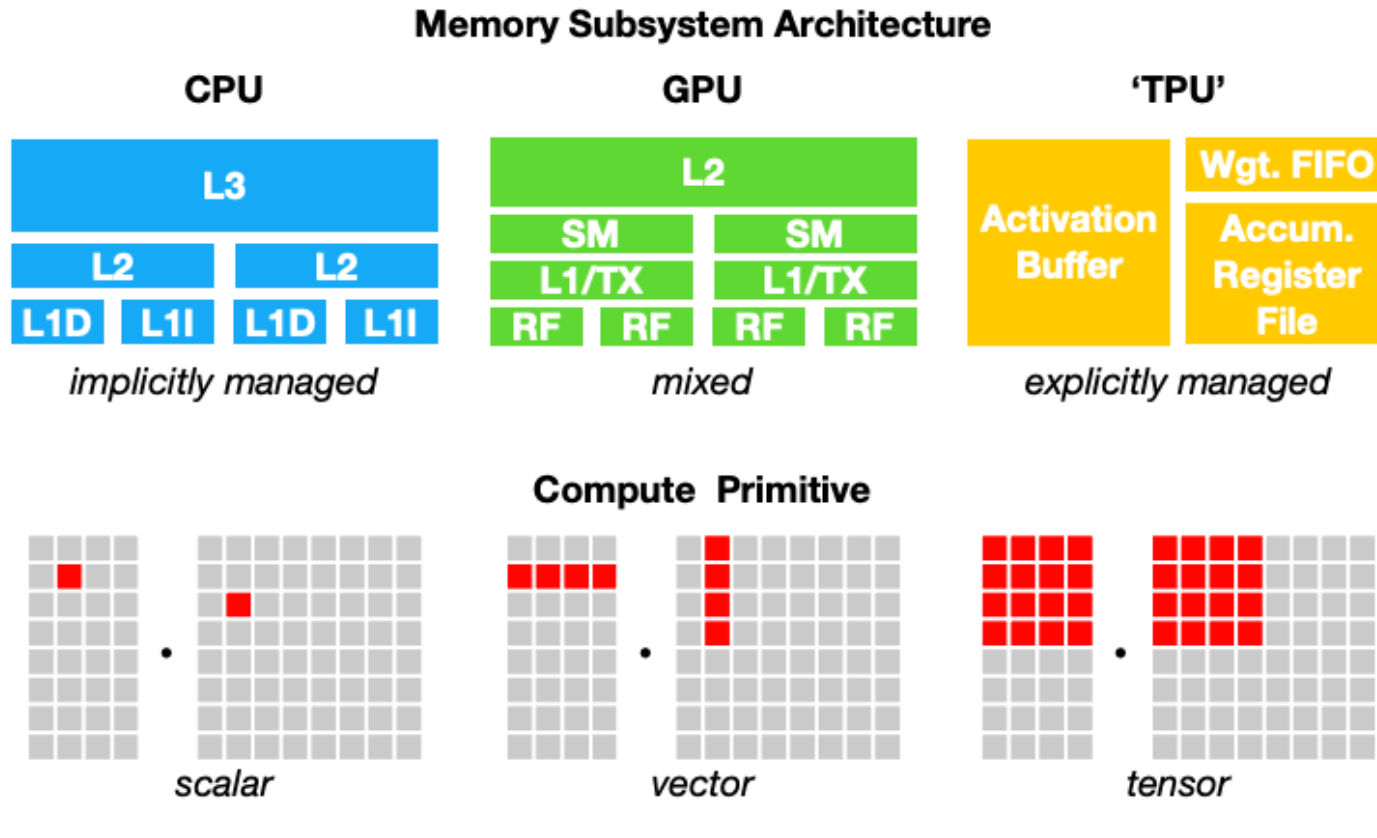 Memory Subsystem Architecture
CPU
GPU
‘TPU’
L3
L2
L2
L1D
L1I
L1D
L1I
implicitly managed
L2
SM
SM
L1/TX
L1/TX
RF
RF
RF
RF
mixed
Activation
Buffer
Wgt. FIFO
Accum.
Register
File
explicitly managed
Compute Primitive
scalar
vector
tensor